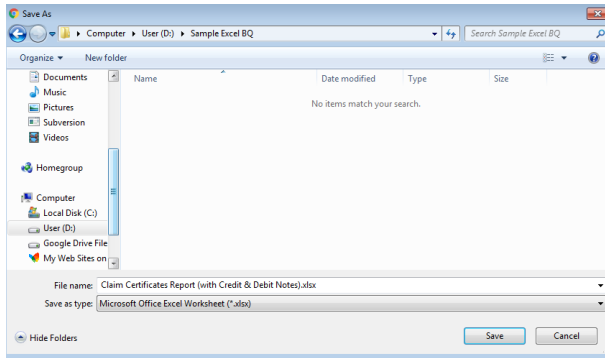 Save As
Computer User (D:) Sample Excel BQ Search Sample Excel BQ
Organize New folder
Documents Name Date modified Type Size
Music
Pictures No items match your search.
Subversion
Videos
Homegroup
Computer
Local Disk (C:)
User (D:)
Google Drive File
My Web Sites on
File name: Claim Certificates Report (with Credit & Debit Notes).xlsx
Save as type: Microsoft Office Excel Worksheet (*.xlsx)
Hide Folders Save Cancel